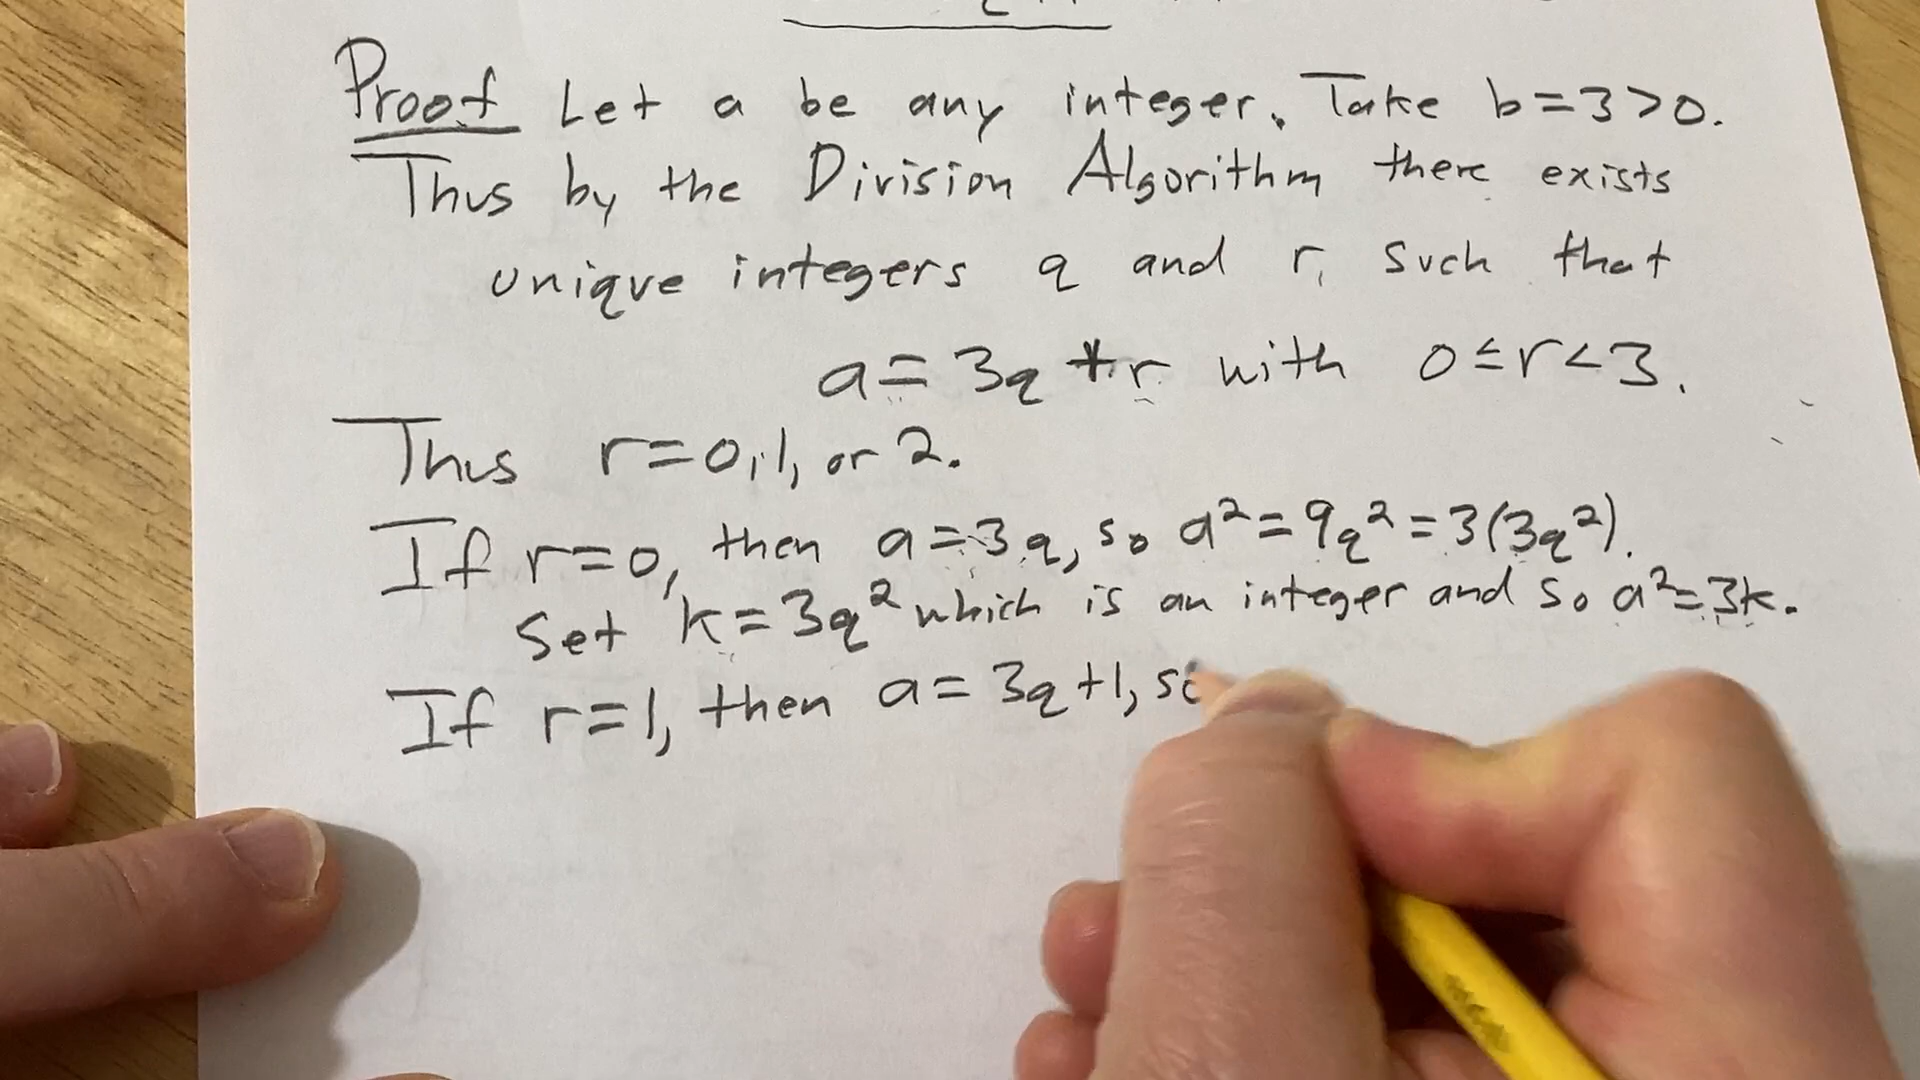 Proof Let a be any integer. Take b=3>0.
Thus by the Division Algorithm there exists
unique integers q and r, such that
a = 3q + r with 0≤r<3.
Thus r=0,1, or 2.
If r=0, then a=3q, so a²=9q²=3(3q²).
Set k=3q² which is an integer and so a²=3k.
If r=1, then a=3q+1, so